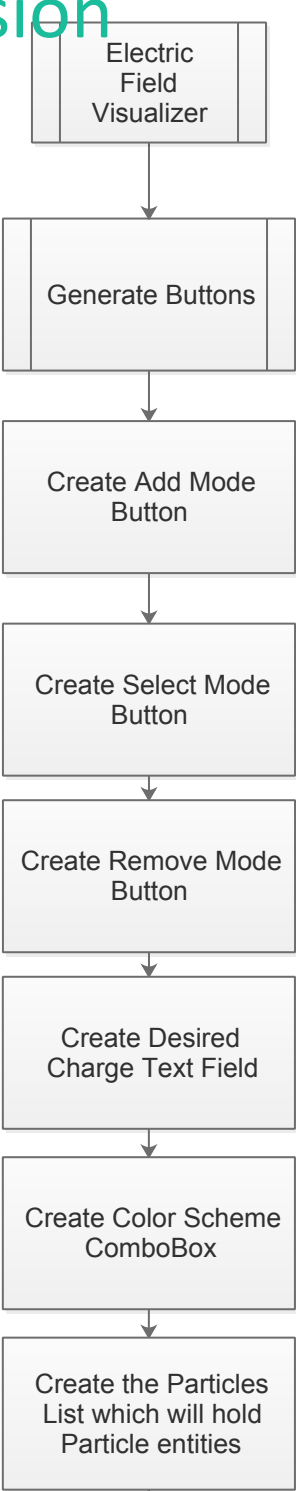 sion
Electric
Field
Visualizer
Generate Buttons
Create Add Mode
Button
Create Select Mode
Button
Create Remove Mode
Button
Create Desired
Charge Text Field
Create Color Scheme
ComboBox
Create the Particles
List which will hold
Particle entities